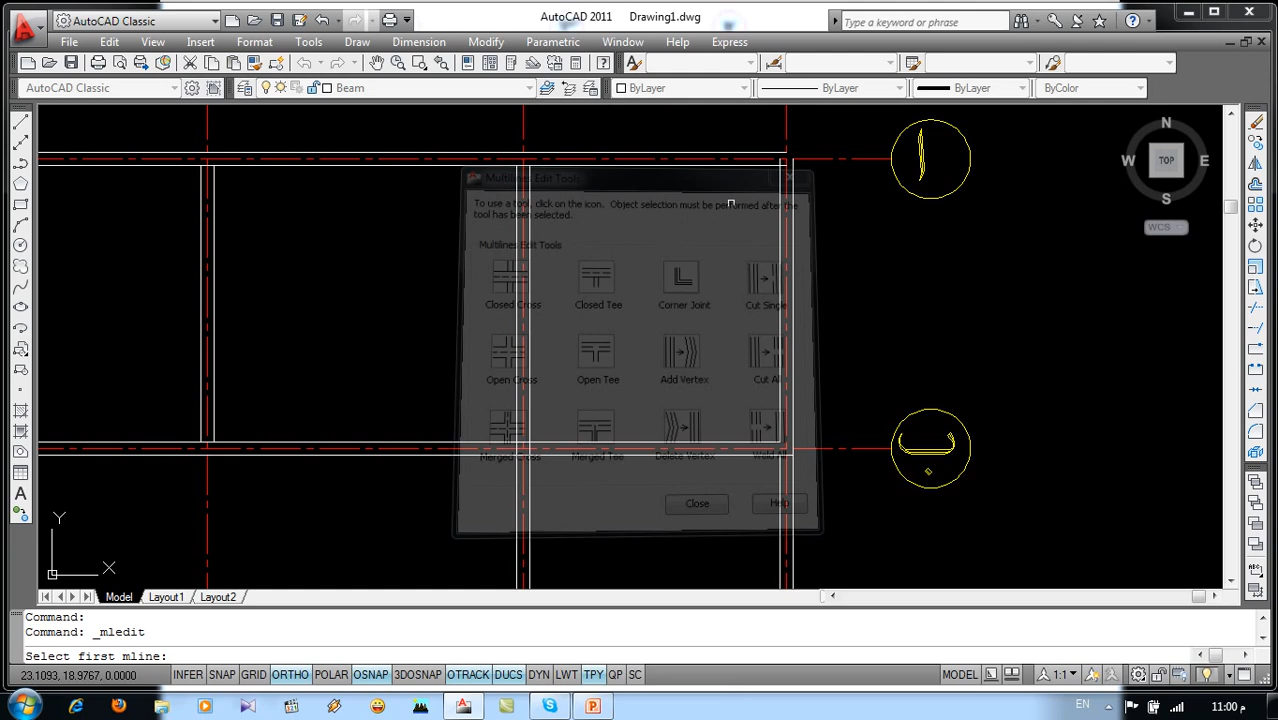 AutoCAD Classic
AutoCAD 2011 Drawing1.dwg
Type a keyword or phrase
File Edit View Insert Format Tools Draw Dimension Modify Parametric Window Help Express
AutoCAD Classic
Beam
ByLayer
ByLayer
ByLayer
ByColor
N
W TOP E
S
WCS
Multilines Edit Tools
To use a tool, click on the icon. Object selection must be performed after the
tool has been selected.
Multilines Edit Tools
Closed Cross Closed Tee Corner Joint Cut Single
Open Cross Open Tee Add Vertex Cut All
Merged Cross Merged Tee Delete Vertex Weld All
Close Help
أ
ب
Y
X
Model Layout1 Layout2
Command:
Command: _mledit
Select first mline:
23.1093, 18.9767, 0.0000 INFER SNAP GRID ORTHO POLAR OSNAP 3DOSNAP OTRACK DUCS DYN LWT TPY QP SC MODEL 1:1
EN 11:00 م